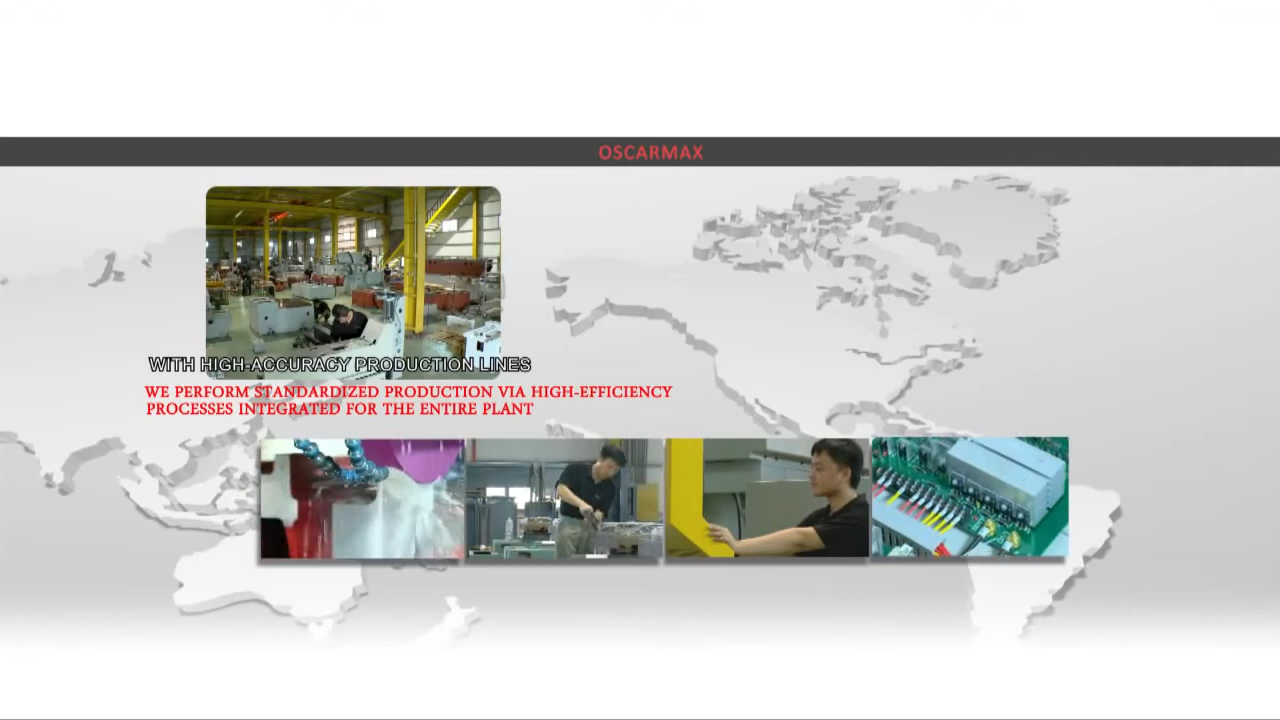 OSCARMAX
WITH HIGH-ACCURACY PRODUCTION LINES
WE PERFORM STANDARDIZED PRODUCTION VIA HIGH-EFFICIENCY
PROCESSES INTEGRATED FOR THE ENTIRE PLANT